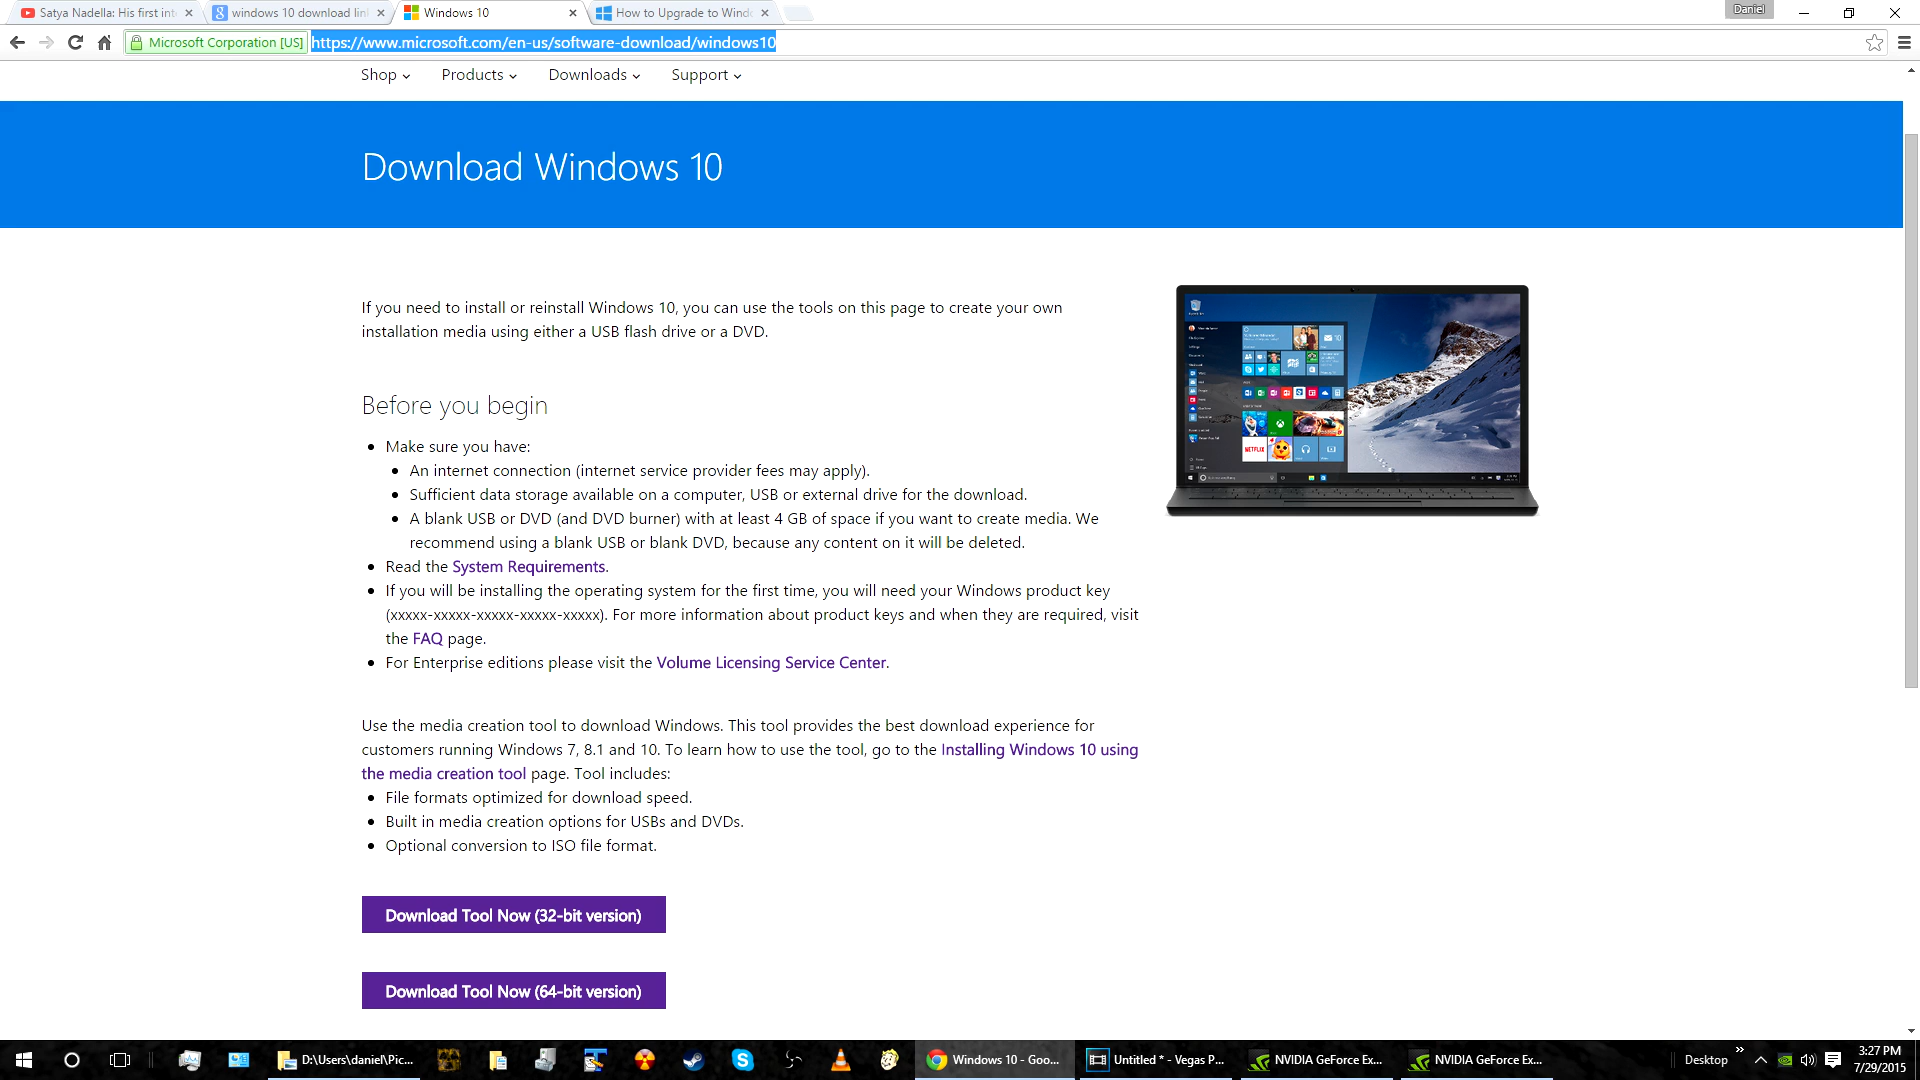 Satya Nadella: His first int
windows 10 download link
Windows 10
How to Upgrade to Windo
Daniel
Microsoft Corporation [US]
https://www.microsoft.com/en-us/software-download/windows10
Shop
Products
Downloads
Support
Download Windows 10
If you need to install or reinstall Windows 10, you can use the tools on this page to create your own
installation media using either a USB flash drive or a DVD.
Before you begin
Make sure you have:
An internet connection (internet service provider fees may apply).
Sufficient data storage available on a computer, USB or external drive for the download.
A blank USB or DVD (and DVD burner) with at least 4 GB of space if you want to create media. We
recommend using a blank USB or blank DVD, because any content on it will be deleted.
Read the System Requirements.
If you will be installing the operating system for the first time, you will need your Windows product key
(xxxxx-xxxxx-xxxxx-xxxxx-xxxxx). For more information about product keys and when they are required, visit
the FAQ page.
For Enterprise editions please visit the Volume Licensing Service Center.
NETFLIX
Use the media creation tool to download Windows. This tool provides the best download experience for
customers running Windows 7, 8.1 and 10. To learn how to use the tool, go to the Installing Windows 10 using
the media creation tool page. Tool includes:
File formats optimized for download speed.
Built in media creation options for USBs and DVDs.
Optional conversion to ISO file format.
Download Tool Now (32-bit version)
Download Tool Now (64-bit version)
D:\Users\daniel\Pic...
Windows 10 - Goo...
Untitled * - Vegas P...
NVIDIA GeForce Ex...
NVIDIA GeForce Ex...
Desktop
3:27 PM
7/29/2015